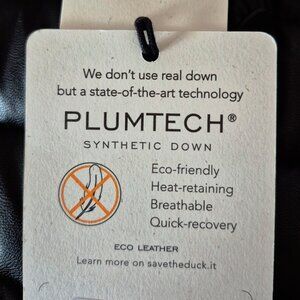 We don't use real down
but a state-of-the-art technology
PLUMTECH®
SYNTHETIC DOWN
Eco-friendly
Heat-retaining
Breathable
Quick-recovery
ECO LEATHER
Learn more on savetheduck.it